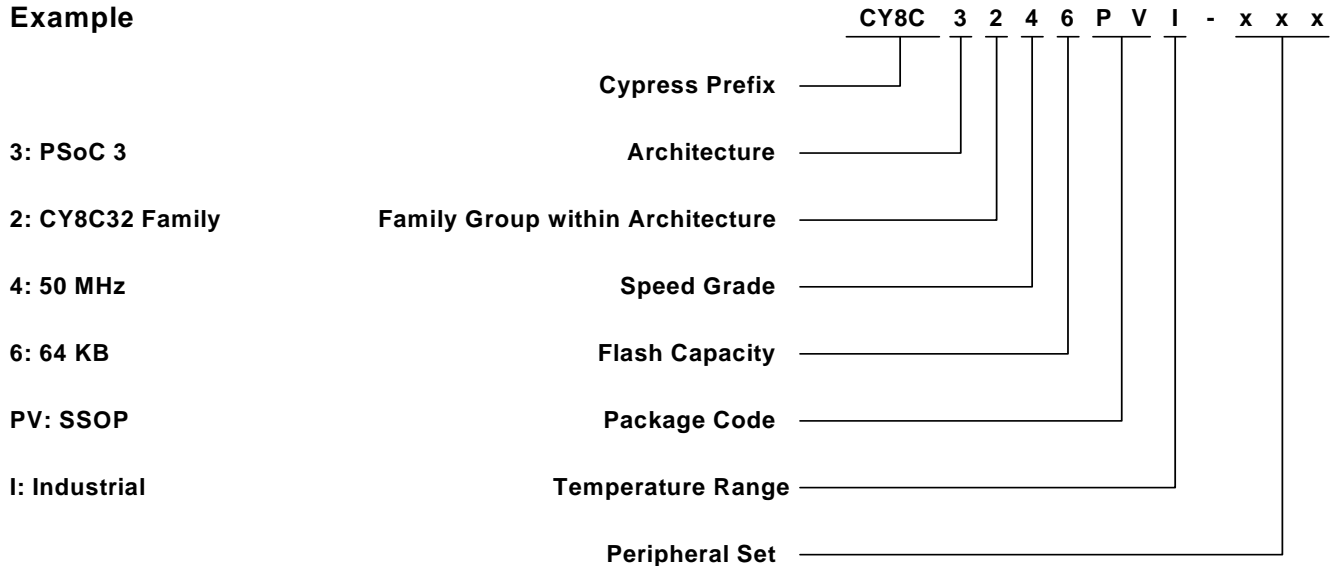 Example CY8C 3 2 4 6 P V I - x x x
Cypress Prefix
3: PSoC 3 Architecture
2: CY8C32 Family Family Group within Architecture
4: 50 MHz Speed Grade
6: 64 KB Flash Capacity
PV: SSOP Package Code
I: Industrial Temperature Range
Peripheral Set